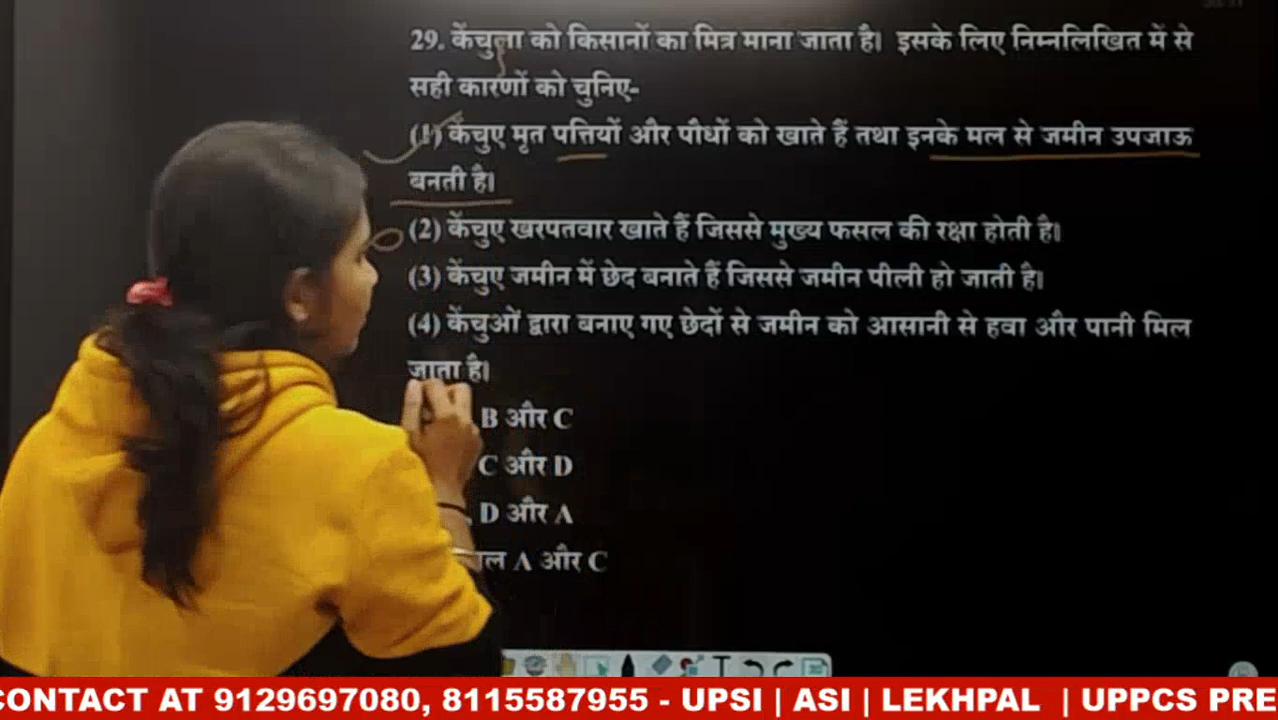 29. केंचुला को किसानों का मित्र माना जाता है। इसके लिए निम्नलिखित में से
सही कारणों को चुनिए-
(1) केंचुए मृत पत्तियों और पौधों को खाते हैं तथा इनके मल से जमीन उपजाऊ
बनती है।
(2) केंचुए खरपतवार खाते हैं जिससे मुख्य फसल की रक्षा होती है।
(3) केंचुए जमीन में छेद बनाते हैं जिससे जमीन पीली हो जाती है।
(4) केंचुओं द्वारा बनाए गए छेदों से जमीन को आसानी से हवा और पानी मिल
जाता है।
B और C
C और D
D और A
A और C
CONTACT AT 9129697080, 8115587955 - UPSI | ASI | LEKHPAL | UPPCS PRE